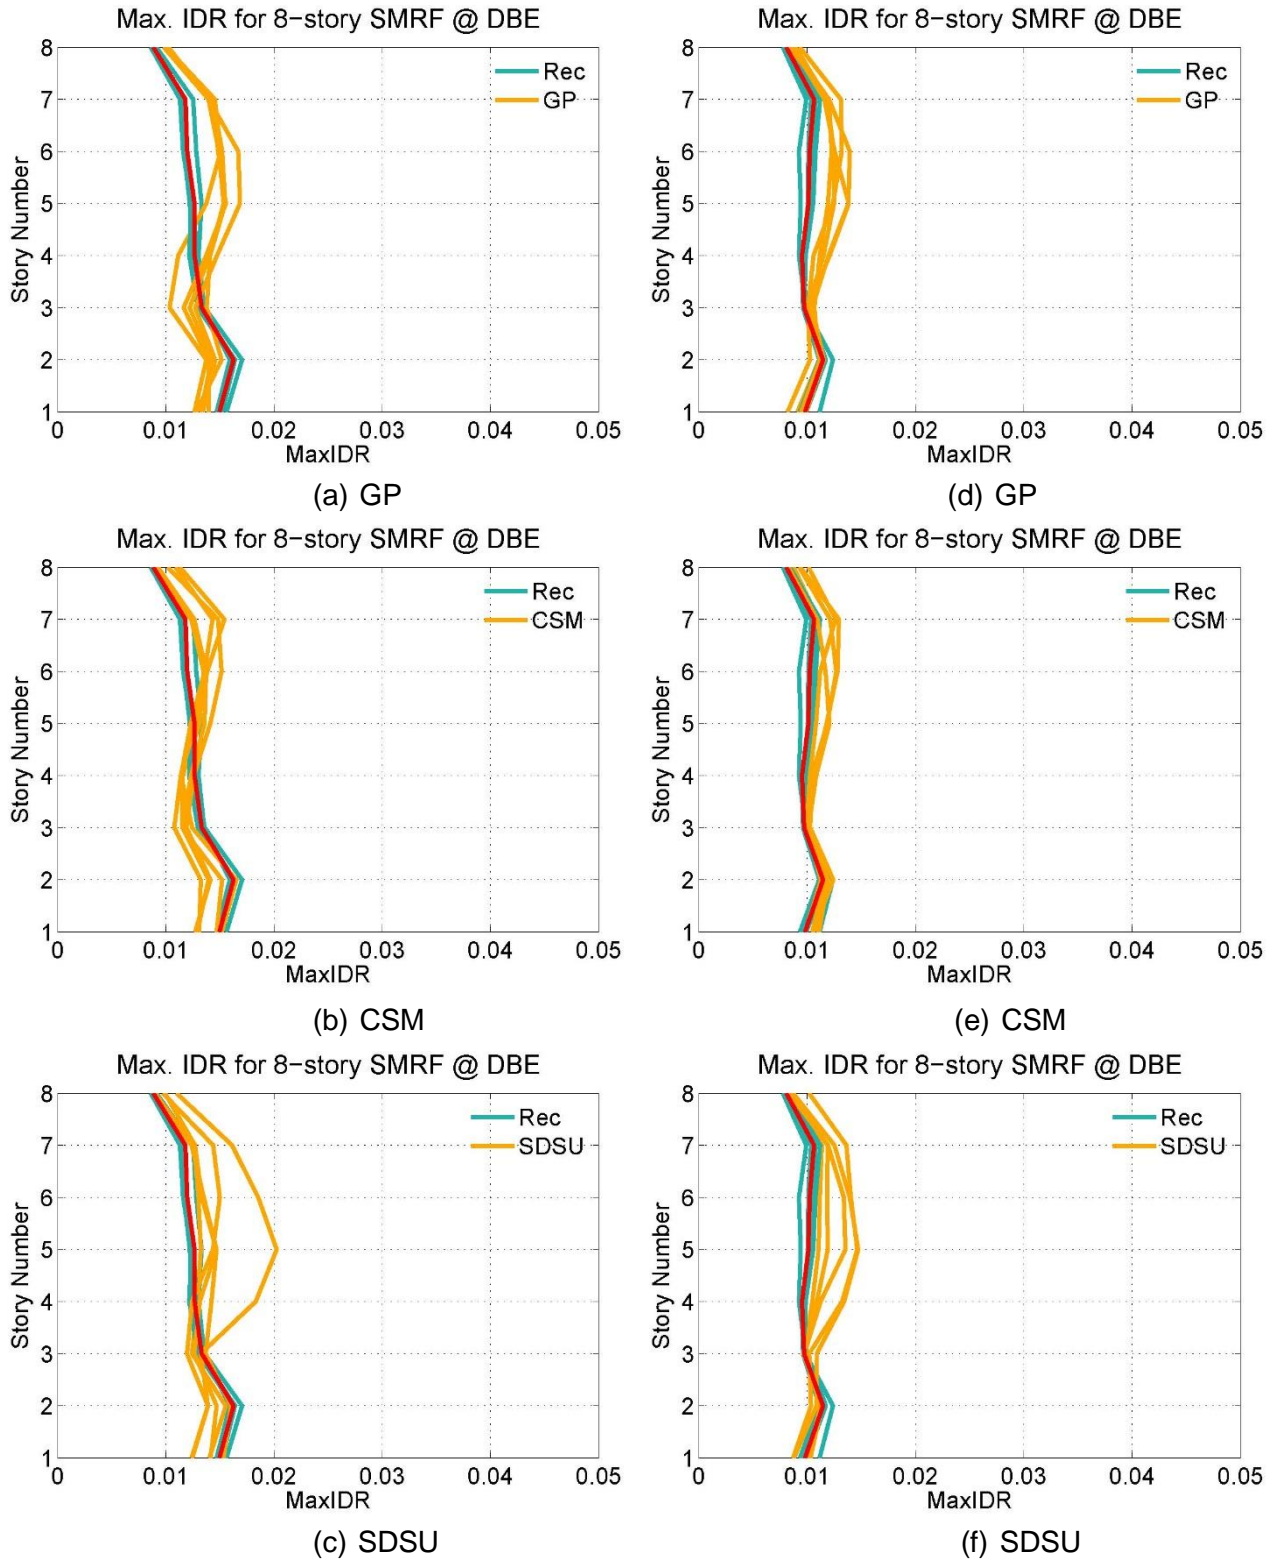 Max. IDR for 8−story SMRF @ DBE
8
7
6
5
4
3
2
1
Story Number
Rec
GP
0 0.01 0.02 0.03 0.04 0.05
MaxIDR
(a) GP
Max. IDR for 8−story SMRF @ DBE
8
7
6
5
4
3
2
1
Story Number
Rec
GP
0 0.01 0.02 0.03 0.04 0.05
MaxIDR
(d) GP
Max. IDR for 8−story SMRF @ DBE
8
7
6
5
4
3
2
1
Story Number
Rec
CSM
0 0.01 0.02 0.03 0.04 0.05
MaxIDR
(b) CSM
Max. IDR for 8−story SMRF @ DBE
8
7
6
5
4
3
2
1
Story Number
Rec
CSM
0 0.01 0.02 0.03 0.04 0.05
MaxIDR
(e) CSM
Max. IDR for 8−story SMRF @ DBE
8
7
6
5
4
3
2
1
Story Number
Rec
SDSU
0 0.01 0.02 0.03 0.04 0.05
MaxIDR
(c) SDSU
Max. IDR for 8−story SMRF @ DBE
8
7
6
5
4
3
2
1
Story Number
Rec
SDSU
0 0.01 0.02 0.03 0.04 0.05
MaxIDR
(f) SDSU